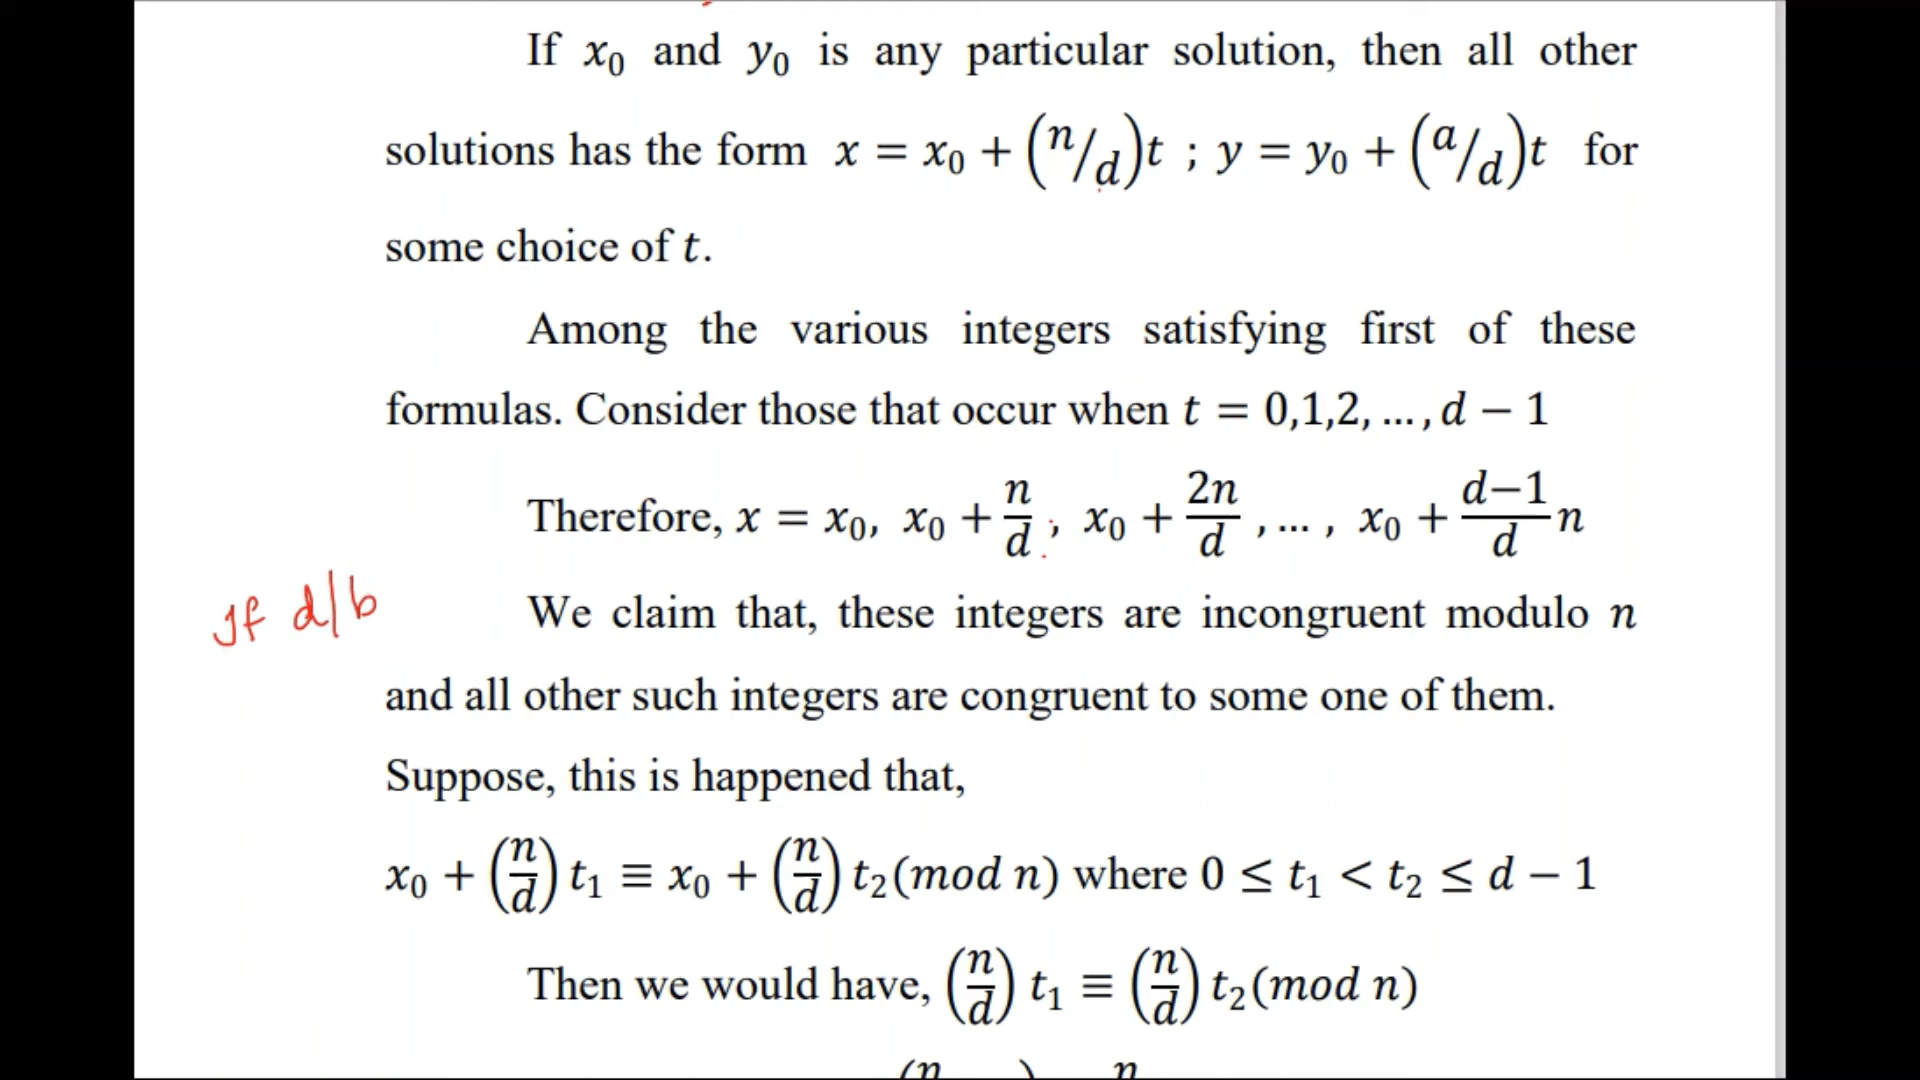 If x₀ and y₀ is any particular solution, then all other
solutions has the form x = x₀ + (n/d)t ; y = y₀ + (a/d)t for
some choice of t.
Among the various integers satisfying first of these
formulas. Consider those that occur when t = 0,1,2, … , d − 1
Therefore, x = x₀, x₀ + n/d , x₀ + 2n/d , … , x₀ + d−1/d n
If d/b
We claim that, these integers are incongruent modulo n
and all other such integers are congruent to some one of them.
Suppose, this is happened that,
x₀ + (n/d) t₁ ≡ x₀ + (n/d) t₂(mod n) where 0 ≤ t₁ < t₂ ≤ d − 1
Then we would have, (n/d) t₁ ≡ (n/d) t₂(mod n)